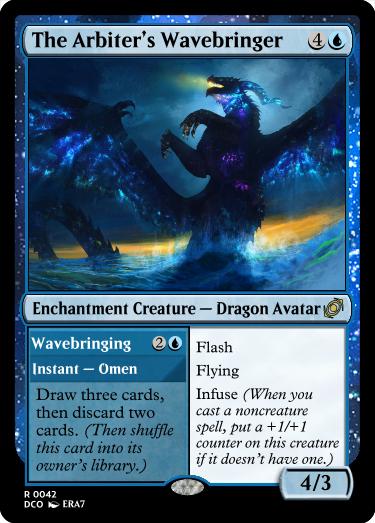 The Arbiter's Wavebringer 4
Enchantment Creature — Dragon Avatar
Wavebringing 2
Instant — Omen
Draw three cards,
then discard two
cards. (Then shuffle
this card into its
owner's library.)
Flash
Flying
Infuse (When you
cast a noncreature
spell, put a +1/+1
counter on this creature
if it doesn't have one.)
4/3
R 0042
DCO ERA7